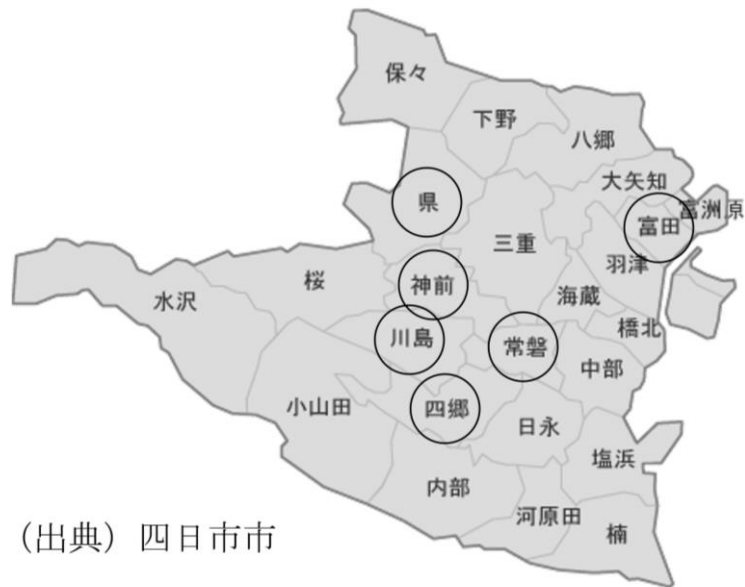 保々
下野
八郷
大矢知
県
富田
富洲原
三重
羽津
桜
神前
水沢
海蔵
橋北
川島
常磐
中部
小山田
四郷
日永
塩浜
内部
河原田
楠
(出典) 四日市市